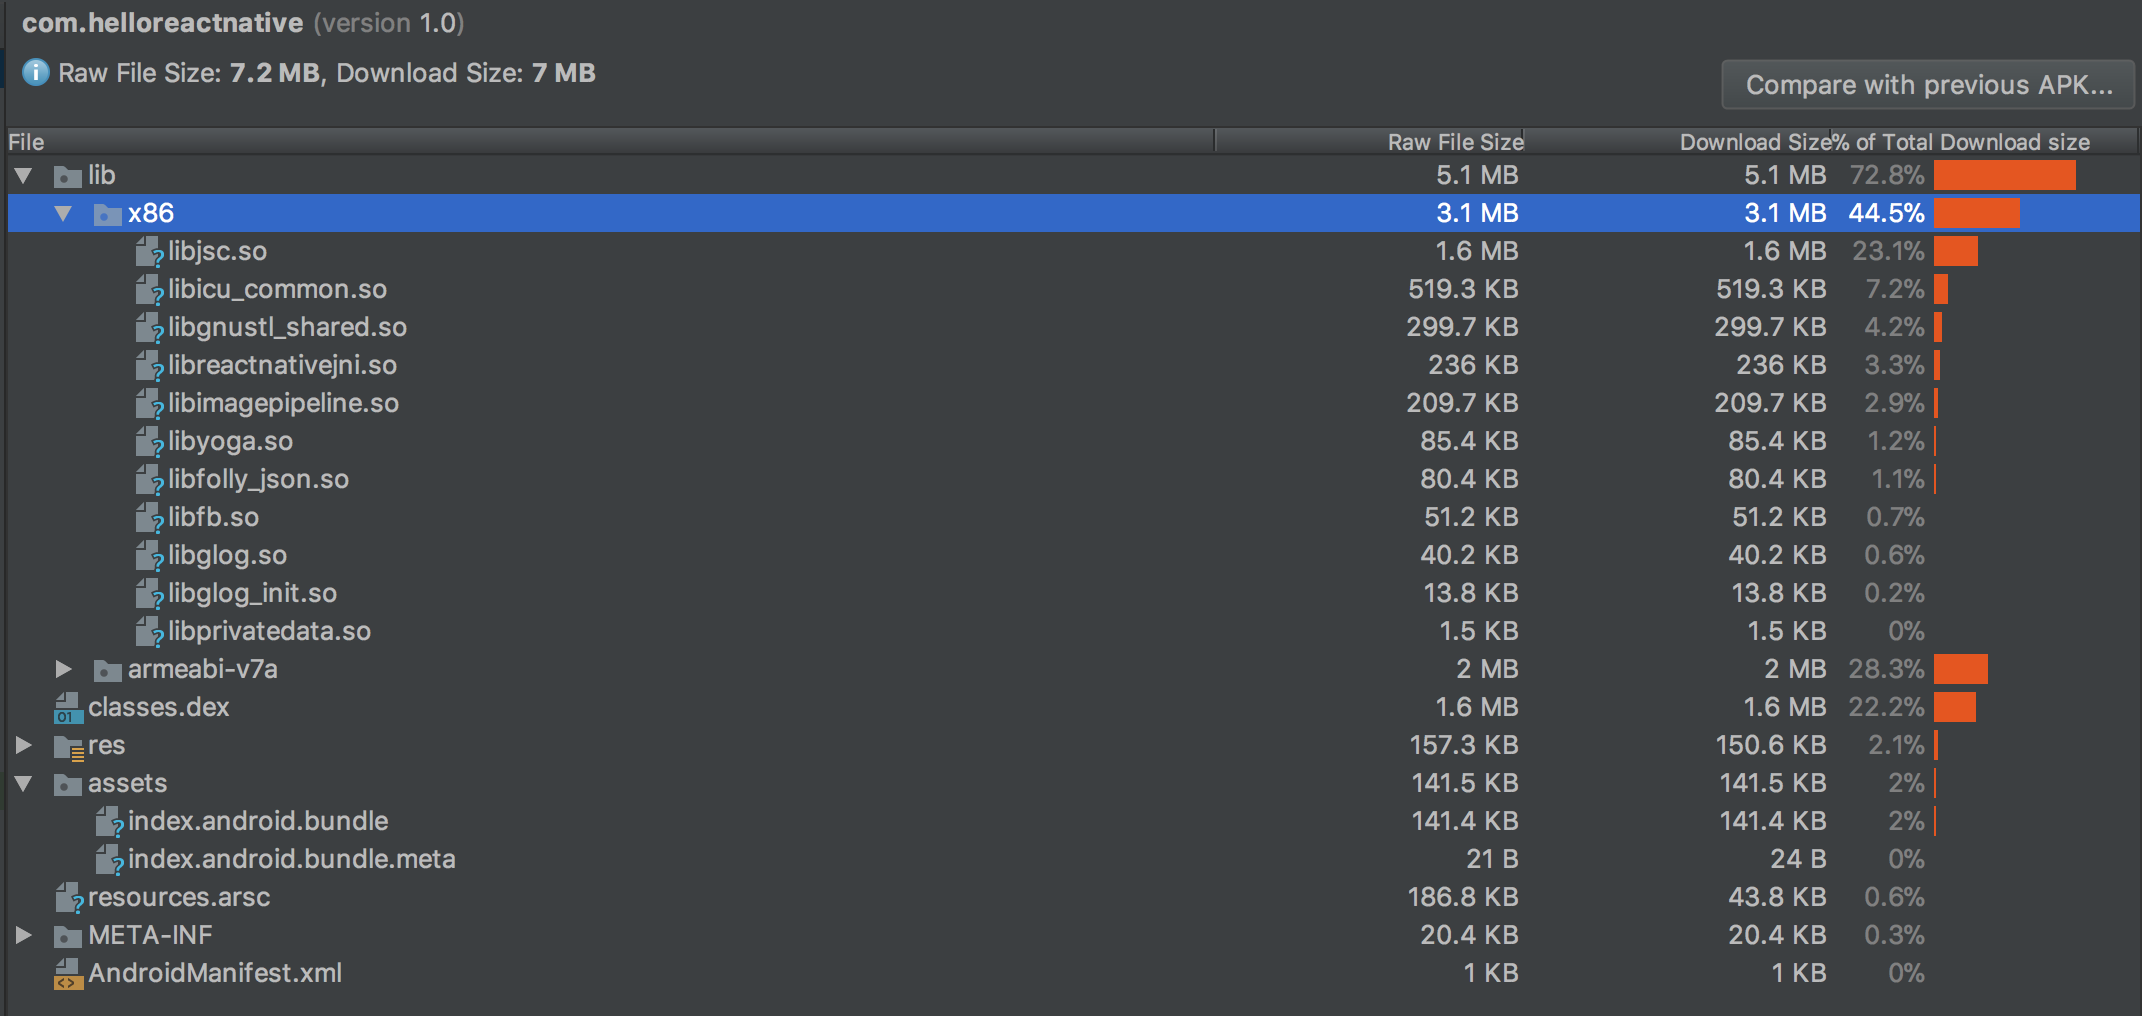 com.helloreactnative (version 1.0)
Raw File Size: 7.2 MB, Download Size: 7 MB
Compare with previous APK...
File Raw File Size Download Size % of Total Download size
lib 5.1 MB 5.1 MB 72.8%
x86 3.1 MB 3.1 MB 44.5%
libjsc.so 1.6 MB 1.6 MB 23.1%
libicu_common.so 519.3 KB 519.3 KB 7.2%
libgnustl_shared.so 299.7 KB 299.7 KB 4.2%
libreactnativejni.so 236 KB 236 KB 3.3%
libimagepipeline.so 209.7 KB 209.7 KB 2.9%
libyoga.so 85.4 KB 85.4 KB 1.2%
libfolly_json.so 80.4 KB 80.4 KB 1.1%
libfb.so 51.2 KB 51.2 KB 0.7%
libglog.so 40.2 KB 40.2 KB 0.6%
libglog_init.so 13.8 KB 13.8 KB 0.2%
libprivatedata.so 1.5 KB 1.5 KB 0%
armeabi-v7a 2 MB 2 MB 28.3%
classes.dex 1.6 MB 1.6 MB 22.2%
res 157.3 KB 150.6 KB 2.1%
assets 141.5 KB 141.5 KB 2%
index.android.bundle 141.4 KB 141.4 KB 2%
index.android.bundle.meta 21 B 24 B 0%
resources.arsc 186.8 KB 43.8 KB 0.6%
META-INF 20.4 KB 20.4 KB 0.3%
AndroidManifest.xml 1 KB 1 KB 0%